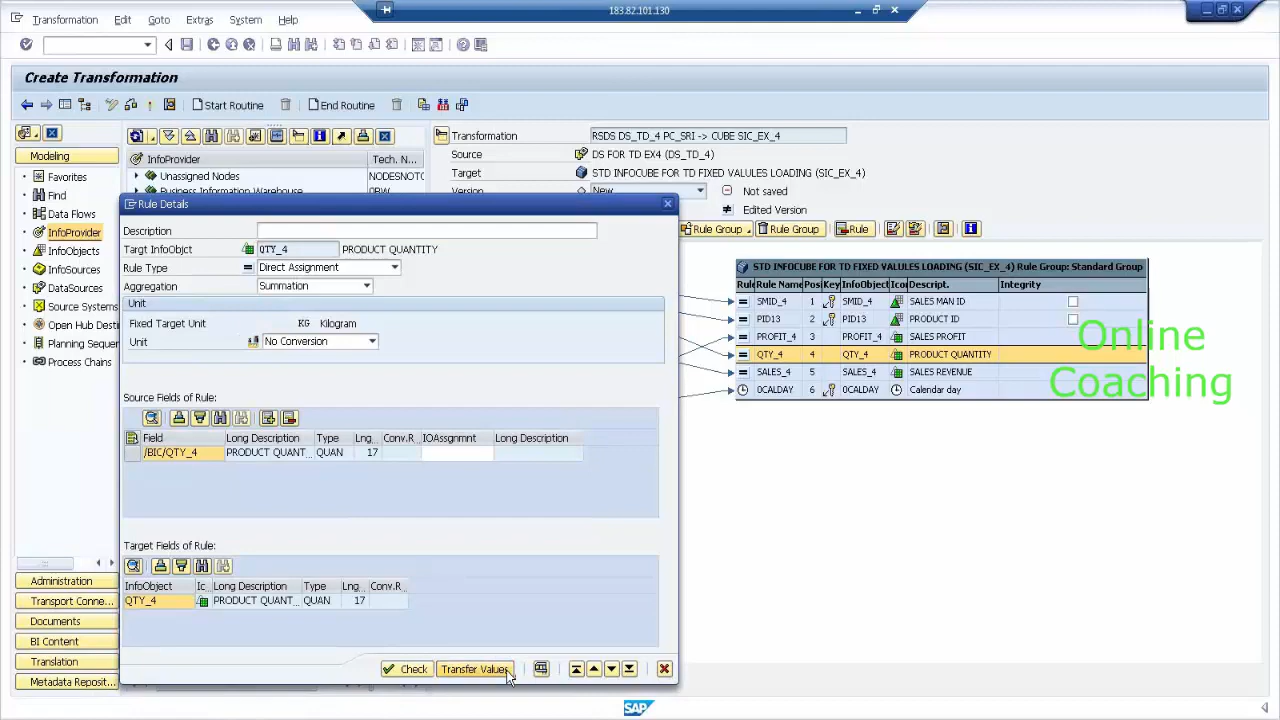 183.82.101.130
Transformation Edit Goto Extras System Help
Create Transformation
Start Routine End Routine
Modeling
Favorites
Find
Data Flows
InfoProvider
InfoObjects
InfoSources
DataSources
Source Systems
Open Hub Desti
Planning Sequen
Process Chains
Administration
Transport Conne...
Documents
BI Content
Translation
Metadata Reposit...
InfoProvider Tech. N...
Unassigned Nodes NODESNOTC
Business Information Warehouse 0BW
Transformation RSDS DS_TD_4 PC_SRI -> CUBE SIC_EX_4
Source DS FOR TD EX4 (DS_TD_4)
Target STD INFOCUBE FOR TD FIXED VALULES LOADING (SIC_EX_4)
Version New Not saved
Edited Version
Rule Group Rule Group Rule
STD INFOCUBE FOR TD FIXED VALULES LOADING (SIC_EX_4) Rule Group: Standard Group
Rule Rule Name Pos Key InfoObject Ico Descript. Integrity
SMID_4 1 SMID_4 SALES MAN ID
PID13 2 PID13 PRODUCT ID
PROFIT_4 3 PROFIT_4 SALES PROFIT
QTY_4 4 QTY_4 PRODUCT QUANTITY
SALES_4 5 SALES_4 SALES REVENUE
0CALDAY 6 0CALDAY Calendar day
Online
Coaching
Rule Details
Description
Targt InfoObjct QTY_4 PRODUCT QUANTITY
Rule Type Direct Assignment
Aggregation Summation
Unit
Fixed Target Unit KG Kilogram
Unit No Conversion
Source Fields of Rule:
Field Long Description Type Lng... Conv.R... IOAssgnmnt Long Description
/BIC/QTY_4 PRODUCT QUANT... QUAN 17
Target Fields of Rule:
InfoObject Ic... Long Description Type Lng... Conv.R...
QTY_4 PRODUCT QUANT... QUAN 17
Check Transfer Values
SAP